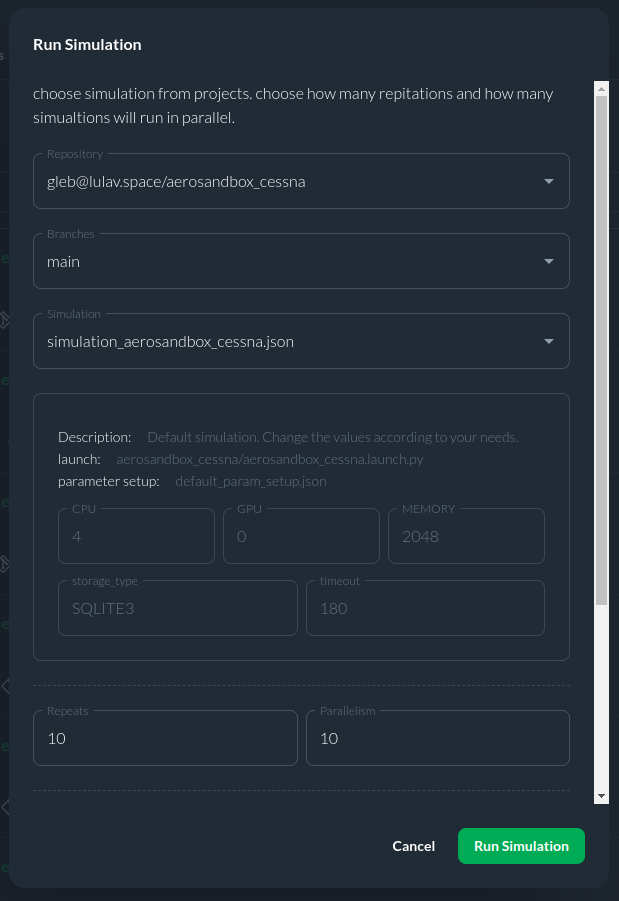 Run Simulation
choose simulation from projects. choose how many repitations and how many
simualtions will run in parallel.
Repository
gleb@lulav.space/aerosandbox_cessna
Branches
main
Simulation
simulation_aerosandbox_cessna.json
Description: Default simulation. Change the values according to your needs.
launch: aerosandbox_cessna/aerosandbox_cessna.launch.py
parameter setup: default_param_setup.json
CPU GPU MEMORY
4 0 2048
storage_type timeout
SQLITE3 180
Repeats Parallelism
10 10
Cancel Run Simulation